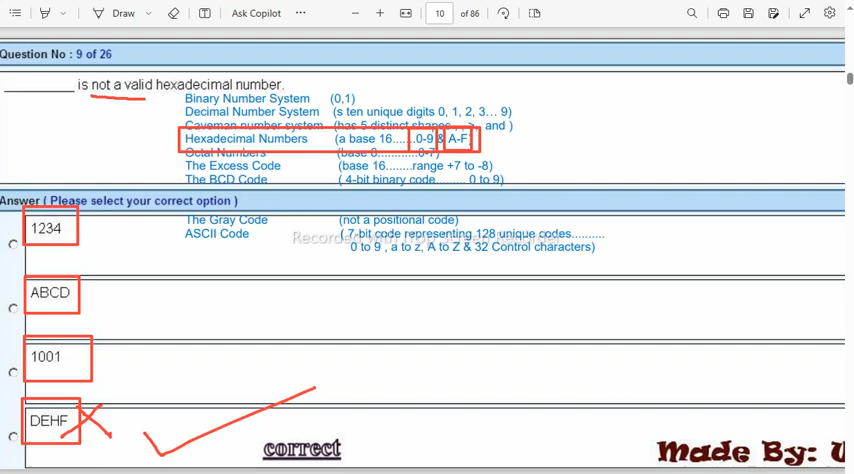 Draw
Ask Copilot
10 of 86
Question No : 9 of 26
__________ is not a valid hexadecimal number.
Binary Number System (0,1)
Decimal Number System (s ten unique digits 0, 1, 2, 3… 9)
Caveman number system (has 5 distinct shapes , , >, and )
Hexadecimal Numbers (a base 16.......0-9 & A-F)
Octal Numbers (base 8...........0-7)
The Excess Code (base 16........range +7 to -8)
The BCD Code ( 4-bit binary code......... 0 to 9)
Answer ( Please select your correct option )
The Gray Code (not a positional code)
1234
ASCII Code ( 7-bit code representing 128 unique codes..........
Recorded with iTop Screen Recorder
0 to 9 , a to z, A to Z & 32 Control characters)
ABCD
1001
DEHF
correct
Made By: